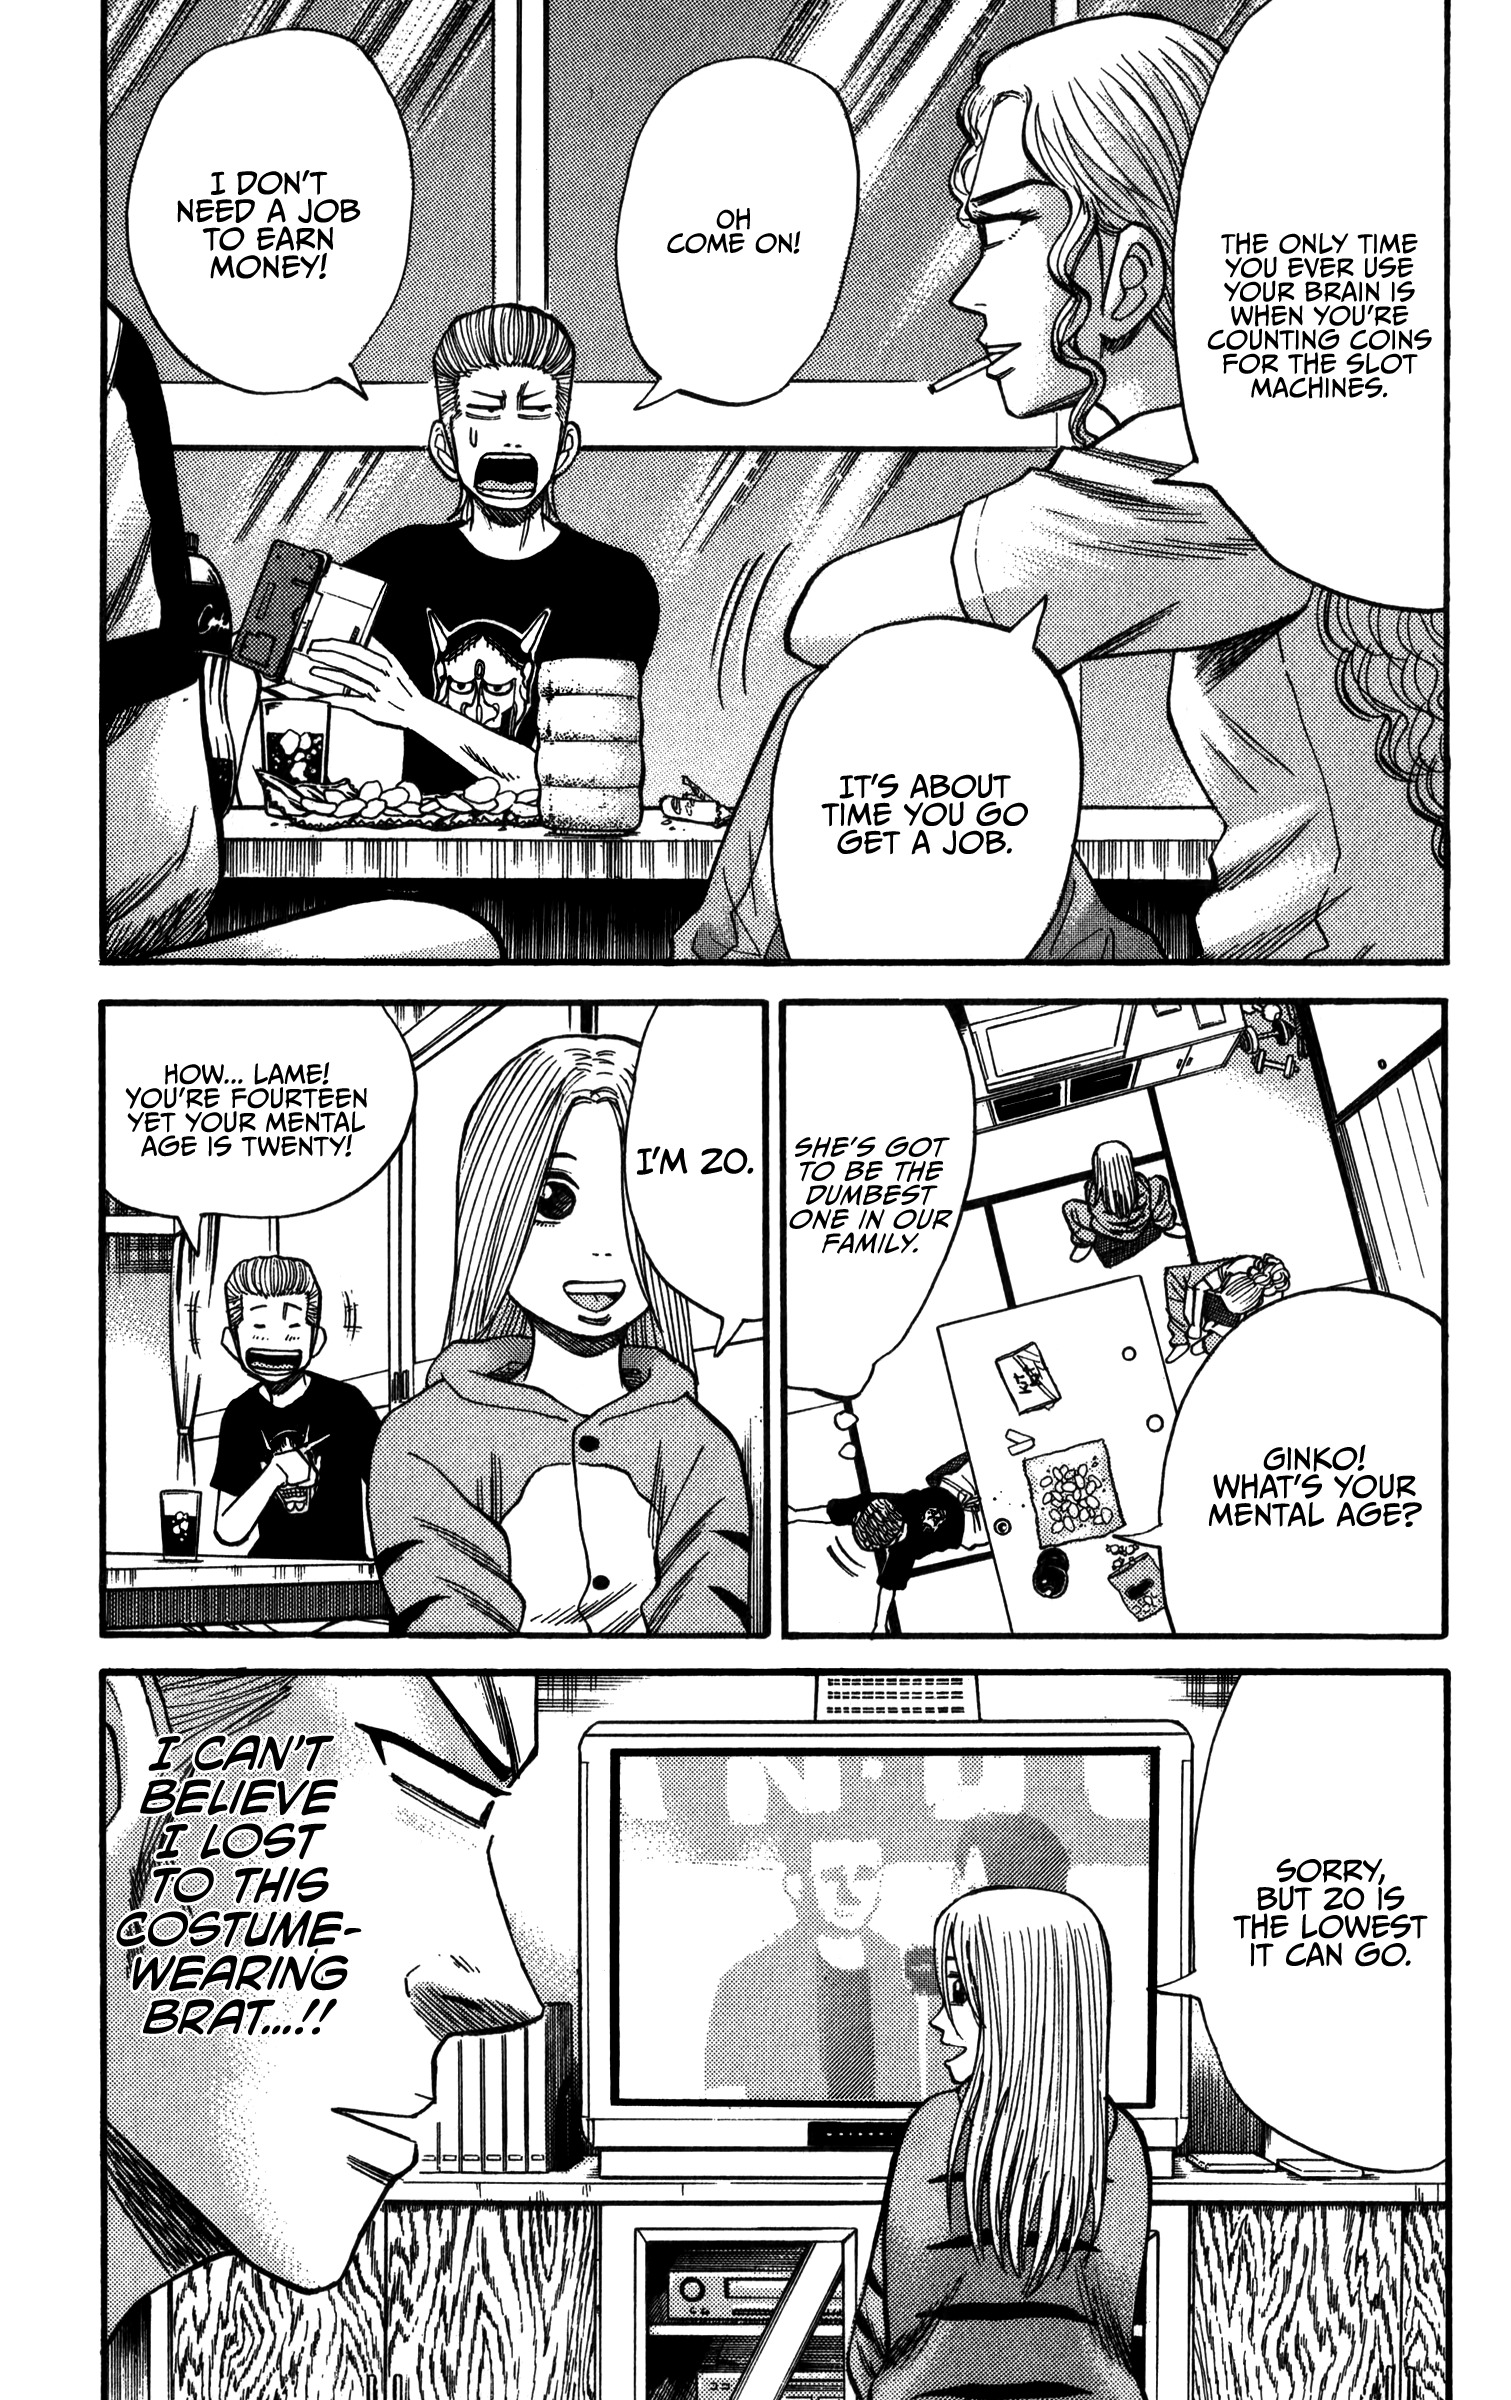 THE ONLY TIME
YOU EVER USE
YOUR BRAIN IS
WHEN YOU'RE
COUNTING COINS
FOR THE SLOT
MACHINES.
IT'S ABOUT
TIME YOU GO
GET A JOB.
OH
COME ON!
I DON'T
NEED A JOB
TO EARN
MONEY!
SHE'S GOT
TO BE THE
DUMBEST
ONE IN OUR
FAMILY.
GINKO!
WHAT'S YOUR
MENTAL AGE?
I'M 20.
HOW... LAME!
YOU'RE FOURTEEN
YET YOUR MENTAL
AGE IS TWENTY!
SORRY,
BUT 20 IS
THE LOWEST
IT CAN GO.
I CAN'T
BELIEVE
I LOST
TO THIS
COSTUME-
WEARING
BRAT...!!